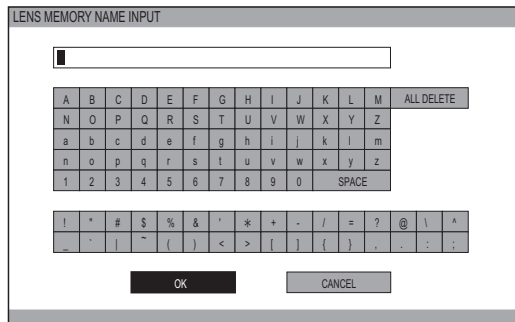 LENS MEMORY NAME INPUT
A B C D E F G H I J K L M ALL DELETE
N O P Q R S T U V W X Y Z
a b c d e f g h i j k l m
n o p q r s t u v w x y z
1 2 3 4 5 6 7 8 9 0 SPACE
! " # $ % & ' * + - / = ? @ \ ^
_ ` | ~ ( ) < > [ ] { } , . : ;
OK CANCEL